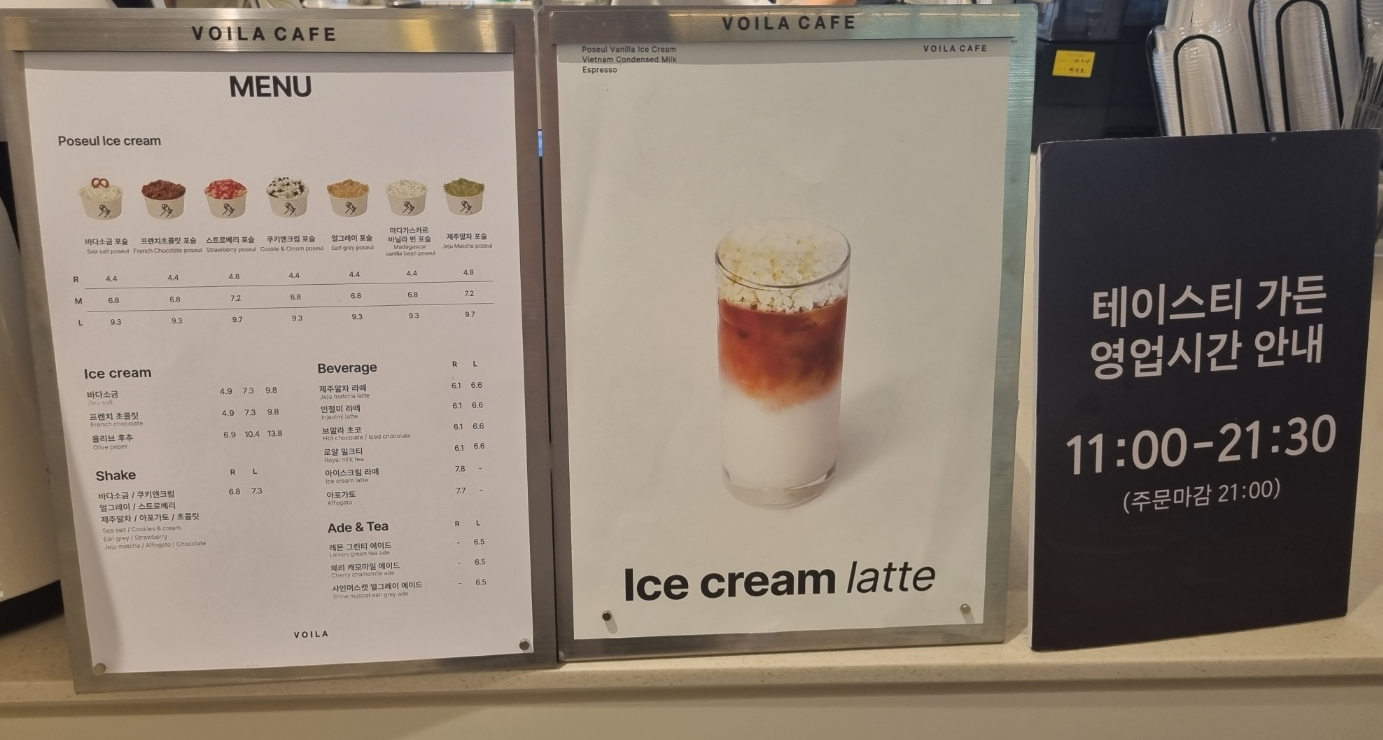 VOILA CAFE
MENU
Poseul Ice cream
바다소금 포슬 프렌치초콜릿 포슬 스트로베리 포슬 쿠키앤크림 포슬 얼그레이 포슬 마다가스카르 바닐라 빈 포슬 제주말차 포슬
Sea salt poseul French Chocolate poseul Strawberry poseul Cookie & Cream poseul Earl grey poseul Madagascar vanilla bean poseul Jeju Matcha poseul
R 4.4 4.4 4.8 4.4 4.4 4.4 4.8
M 6.8 6.8 7.2 6.8 6.8 6.8 7.2
L 9.3 9.3 9.7 9.3 9.3 9.3 9.7
Ice cream
바다소금 4.9 7.3 9.8
Sea salt
프렌치 초콜릿 4.9 7.3 9.8
French chocolate
올리브 후추 6.9 10.4 13.8
Olive peper
Shake R L
바다소금 / 쿠키앤크림 6.8 7.3
얼그레이 / 스트로베리
제주말차 / 아포가토 / 초콜릿
Sea salt / Cookies & cream
Earl grey / Strawberry
Jeju matcha / Affogato / Chocolate
Beverage R L
제주말차 라떼 6.1 6.6
Jeju matcha latte
인절미 라떼 6.1 6.6
Injeolmi latte
브알라 초코 6.1 6.6
Hot chocolate / Iced chocolate
로얄 밀크티 6.1 6.6
Royal milk tea
아이스크림 라떼 7.8 -
Ice cream latte
아포가토 7.7 -
Affogato
Ade & Tea R L
레몬 그린티 에이드 - 6.5
Lemon green tea ade
체리 캐모마일 에이드 - 6.5
Cherry chamomile ade
샤인머스캣 얼그레이 에이드 - 6.5
Shine muscat earl grey ade
VOILA
VOILA CAFE
Poseul Vanilla Ice Cream
Vietnam Condensed Milk
Espresso
VOILA CAFE
Ice cream latte
테이스티 가든
영업시간 안내
11:00-21:30
(주문마감 21:00)